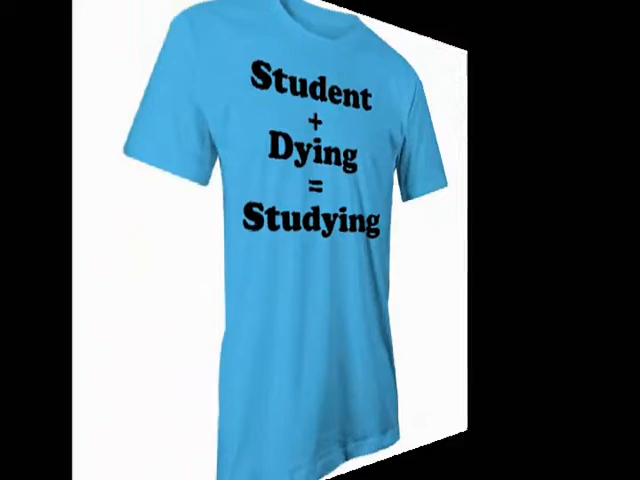 Student
+
Dying
=
Studying